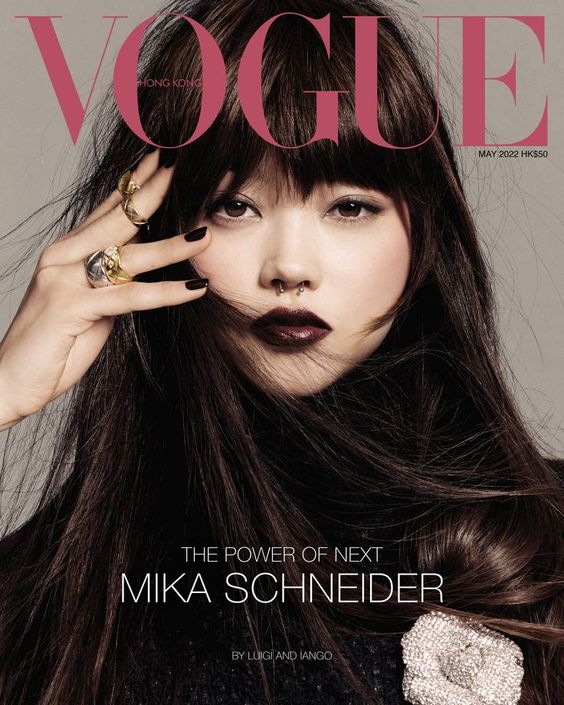 VOGUE
HONG KONG
MAY 2022 HK$50
THE POWER OF NEXT
MIKA SCHNEIDER
BY LUIGI AND IANGO